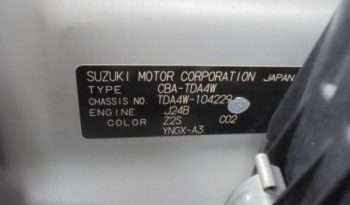 SUZUKI MOTOR CORPORATION JAPAN
TYPE CBA-TDA4W
CHASSIS NO. TDA4W-104229
ENGINE J24B
COLOR Z2S C02
YNGX-A3